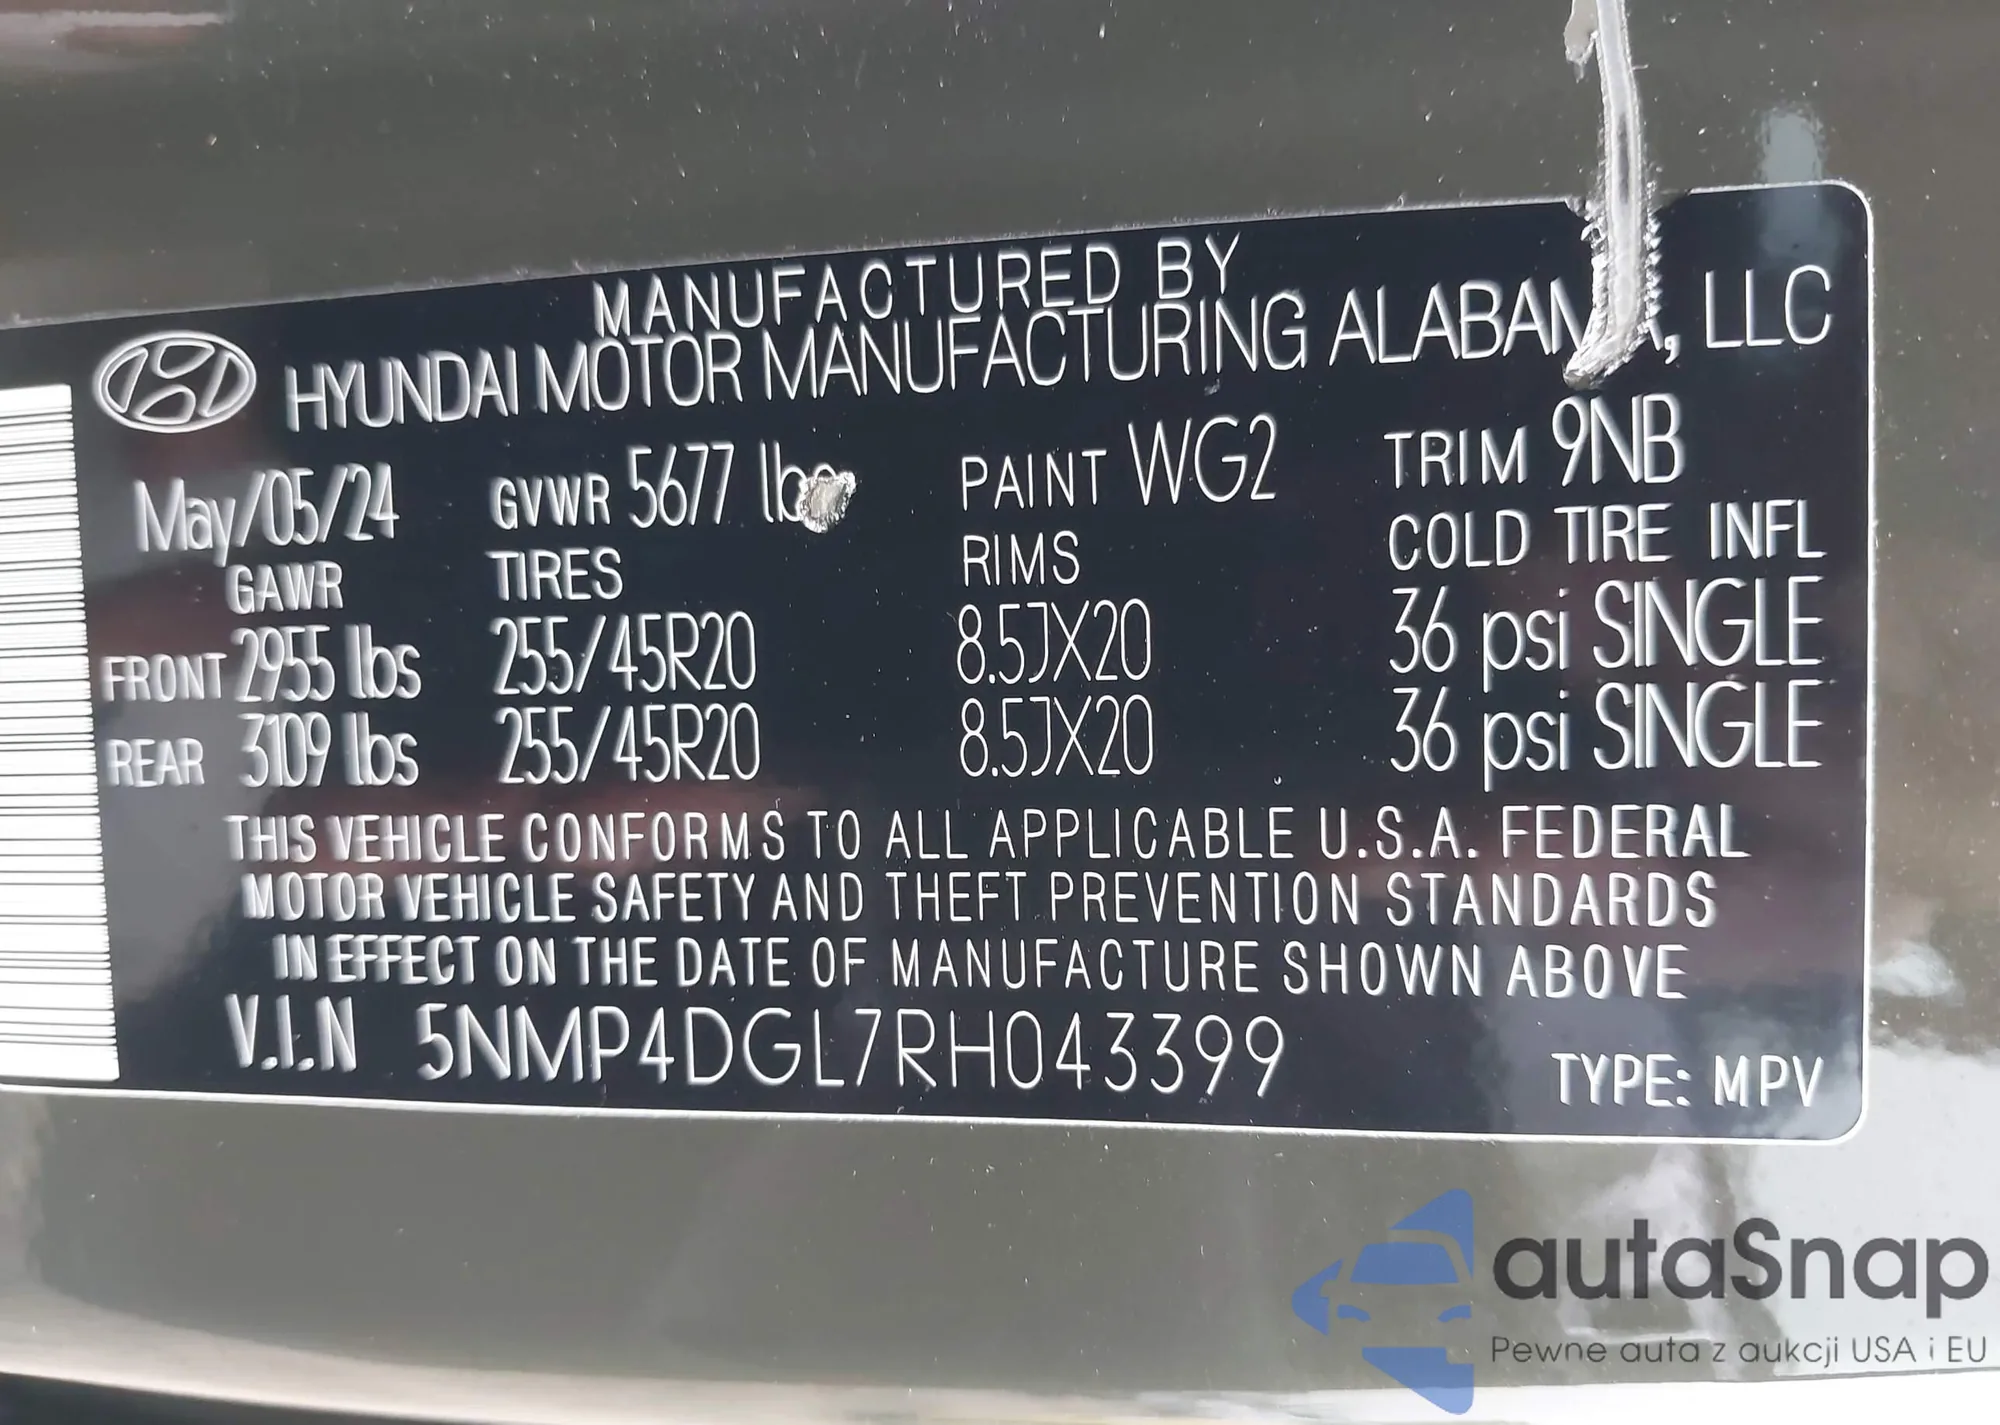 MANUFACTURED BY
HYUNDAI MOTOR MANUFACTURING ALABAMA, LLC
May/05/24 GVWR 5677 lbs PAINT WG2 TRIM 9NB
GAWR TIRES RIMS COLD TIRE INFL
FRONT 2955 lbs 255/45R20 8.5JX20 36 psi SINGLE
REAR 3109 lbs 255/45R20 8.5JX20 36 psi SINGLE
THIS VEHICLE CONFORMS TO ALL APPLICABLE U.S.A. FEDERAL
MOTOR VEHICLE SAFETY AND THEFT PREVENTION STANDARDS
IN EFFECT ON THE DATE OF MANUFACTURE SHOWN ABOVE
V.I.N 5NMP4DGL7RH043399 TYPE: MPV
autaSnap
Pewne auta z aukcji USA i EU